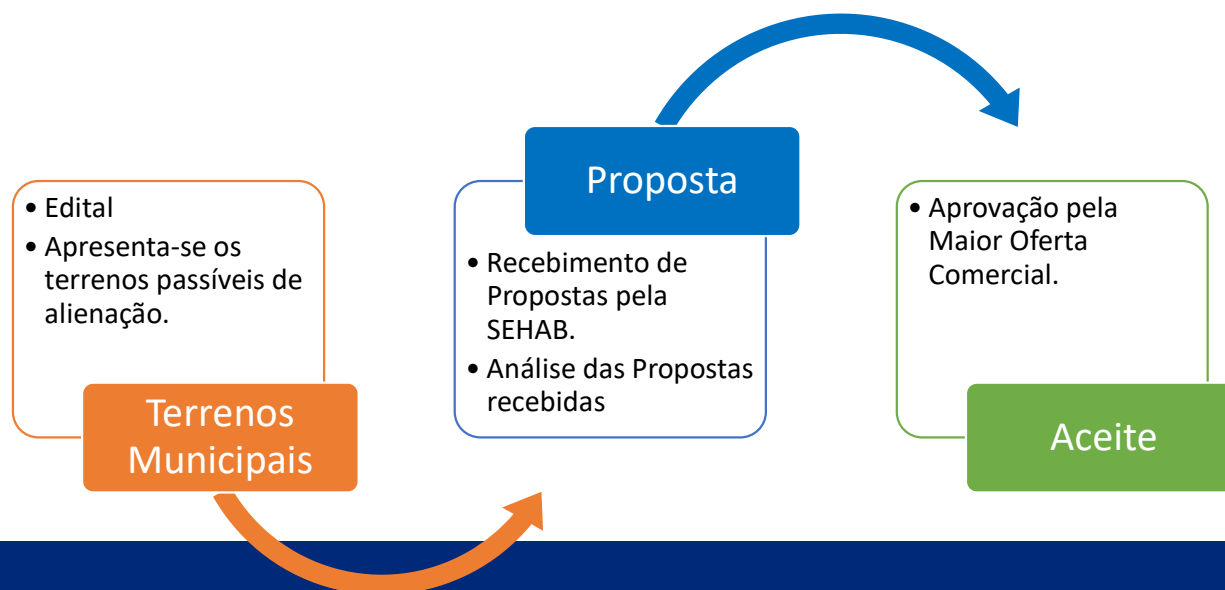 • Edital
• Apresenta-se os
terrenos passíveis de
alienação.
Terrenos
Municipais
Proposta
• Recebimento de
Propostas pela
SEHAB.
• Análise das Propostas
recebidas
• Aprovação pela
Maior Oferta
Comercial.
Aceite